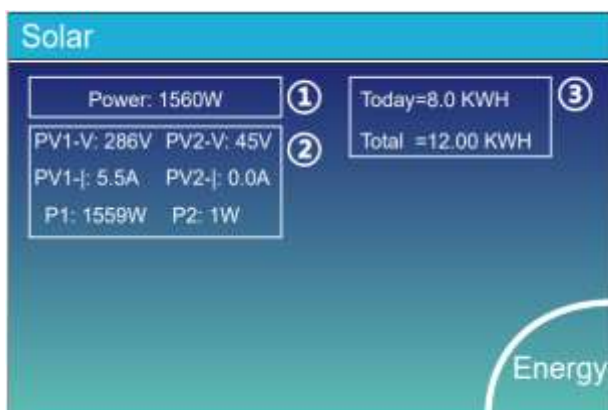 Solar
Power: 1560W
①
PV1-V: 286V PV2-V: 45V
②
PV1-|: 5.5A PV2-|: 0.0A
P1: 1559W P2: 1W
Today=8.0 KWH
③
Total =12.00 KWH
Energy